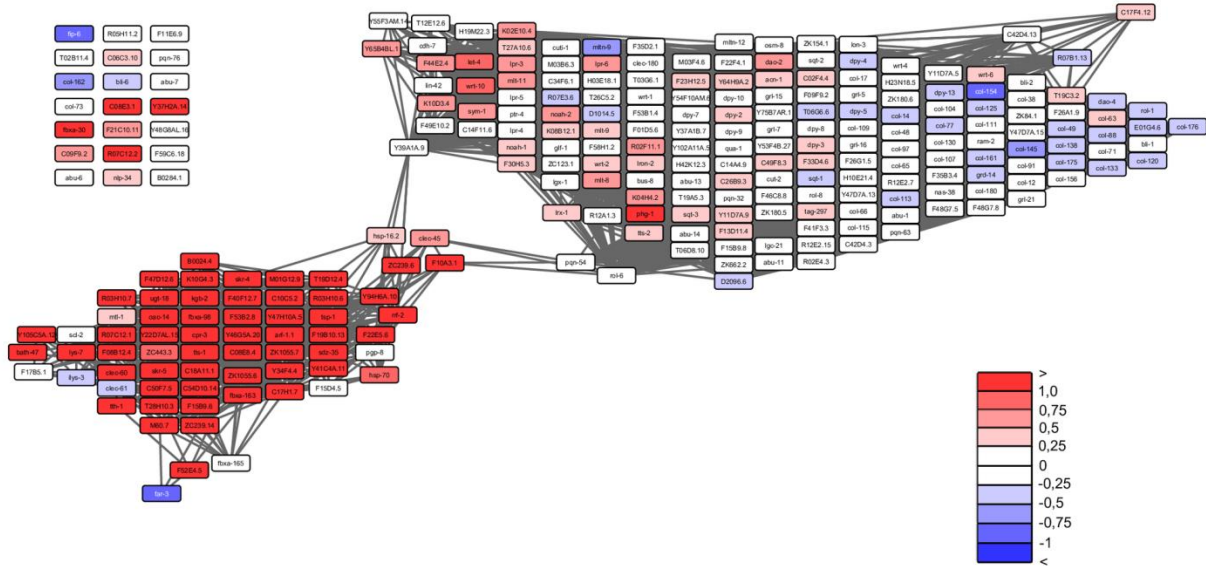 flp-6 R05H11.2 F11E6.9
T02B11.4 C06C3.10 pqn-76
col-162 bli-6 abu-7
col-73 C08E3.1 Y37H2A.14
fbxa-30 F21C10.11 Y48G8AL.16
C09F9.2 R07C12.2 F59C6.18
abu-6 nlp-34 B0284.1
Y55F3AM.14 T12E12.6 H19M22.3 K02E10.4
Y65B4BL.1 cdh-7 T27A10.6 cuti-1 mltn-9 F35D2.1 mltn-12 osm-8 ZK154.1 lon-3 C42D4.13 C17F4.12
F44E2.4 let-4 lpr-3 M03B6.3 lpr-6 cleo-180 M03F4.6 F22F4.1 dao-2 sqt-2 dpy-4 wrt-4 R07B1.13
lin-42 wrt-10 mlt-11 C34F6.1 H03E18.1 T03G6.1 F23H12.5 Y64H9A.2 acn-1 C02F4.4 col-17 H23N18.5 Y11D7A.5 wrt-6 bli-2
K10D3.4 lpr-5 R07E3.6 T26C5.2 wrt-1 Y54F10AM.6 dpy-10 grl-15 F09F9.2 grl-5 ZK180.6 dpy-13 col-154 col-38 T19C3.2
sym-1 ptr-4 noah-2 D1014.5 F53B1.4 dpy-7 dpy-2 Y75B7AR.1 T06G6.6 dpy-5 col-14 col-104 col-125 ZK84.1 F26A1.9 col-63 dao-4 rol-1
F49E10.2 C14F11.6 lpr-4 K08B12.1 mlt-9 F01D5.6 Y37A1B.7 dpy-9 grl-7 dpy-8 col-109 col-48 col-77 col-111 Y47D7A.15 col-49 col-88 E01G4.6 col-176
Y39A1A.9 noah-1 glf-1 F58H1.2 R02F11.1 Y102A11A.5 qua-1 Y53F4B.27 dpy-3 grl-16 col-97 col-130 ram-2 col-145 col-138 col-71 bli-1
F30H5.3 ZC123.1 wrt-2 lron-2 H42K12.3 C14A4.9 C49F8.3 F33D4.6 F26G1.5 col-65 col-107 col-161 col-91 col-175 col-133 col-120
lgx-1 mlt-8 bus-8 abu-13 C26B9.3 cut-2 sqt-1 H10E21.4 R12E2.7 F35B3.4 grd-14 col-12 col-156
K04H4.2 T19A5.3 pqn-32 F46C8.8 rol-8 Y47D7A.13 col-113 nas-38 col-180 grl-21
irx-1 R12A1.3 phg-1 sqt-3 Y11D7A.9 ZK180.5 tag-297 col-66 abu-1 F48G7.5 F48G7.8
tts-2 abu-14 F13D11.4 F41F3.3 col-115 pqn-63
T06D8.10 F15B9.8 lgc-21 R12E2.15 C42D4.3
pqn-54 ZK662.2 abu-11 R02E4.3
rol-6 D2096.6
hsp-16.2 cleo-45
ZC239.6 F10A3.1
B0024.4
F47D12.6 K10G4.3 skr-4 M01G12.9 T19D12.4
R03H10.7 ugt-18 kgb-2 F40F12.7 C10C5.2 R03H10.6 Y94H6A.10
mtl-1 oao-14 fbxa-98 F53B2.8 Y47H10A.5 tsp-1 nf-2
Y105C5A.12 scl-2 R07C12.1 Y22D7AL.15 cpr-3 Y46G5A.20 arf-1.1 F19B10.13 F22E5.6
bath-47 lys-7 F08B12.4 ZC443.3 tts-1 C08E8.4 ZK1055.7 sdz-35 pgp-8
F17B5.1 ilys-3 cleo-60 skr-5 C18A11.1 ZK1055.6 Y34F4.4 Y41C4A.11 hsp-70
cleo-61 C50F7.5 C54D10.14 fbxa-163 C17H1.7 F15D4.5
lth-1 T28H10.3 F15B9.6
M60.7 ZC239.14
F52E4.5 fbxa-165
far-3
>
1,0
0,75
0,5
0,25
0
-0,25
-0,5
-0,75
-1
<